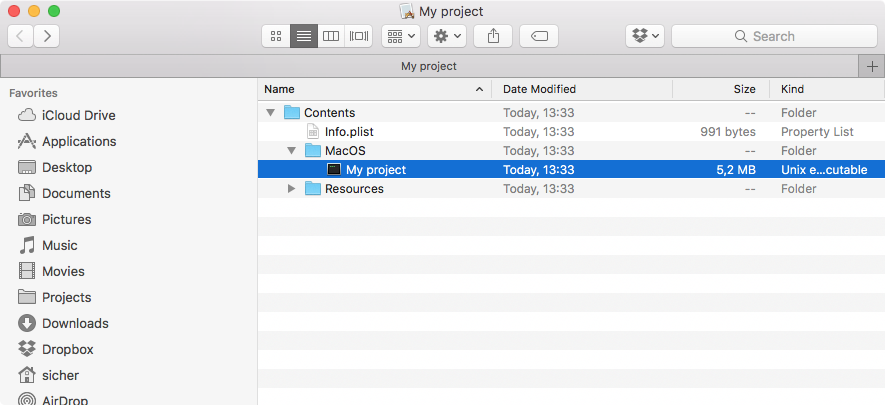 My project
Search
My project
Favorites
iCloud Drive
Applications
Desktop
Documents
Pictures
Music
Movies
Projects
Downloads
Dropbox
sicher
AirDrop
Name Date Modified Size Kind
Contents Today, 13:33 -- Folder
Info.plist Today, 13:33 991 bytes Property List
MacOS Today, 13:33 -- Folder
My project Today, 13:33 5,2 MB Unix e...cutable
Resources Today, 13:33 -- Folder